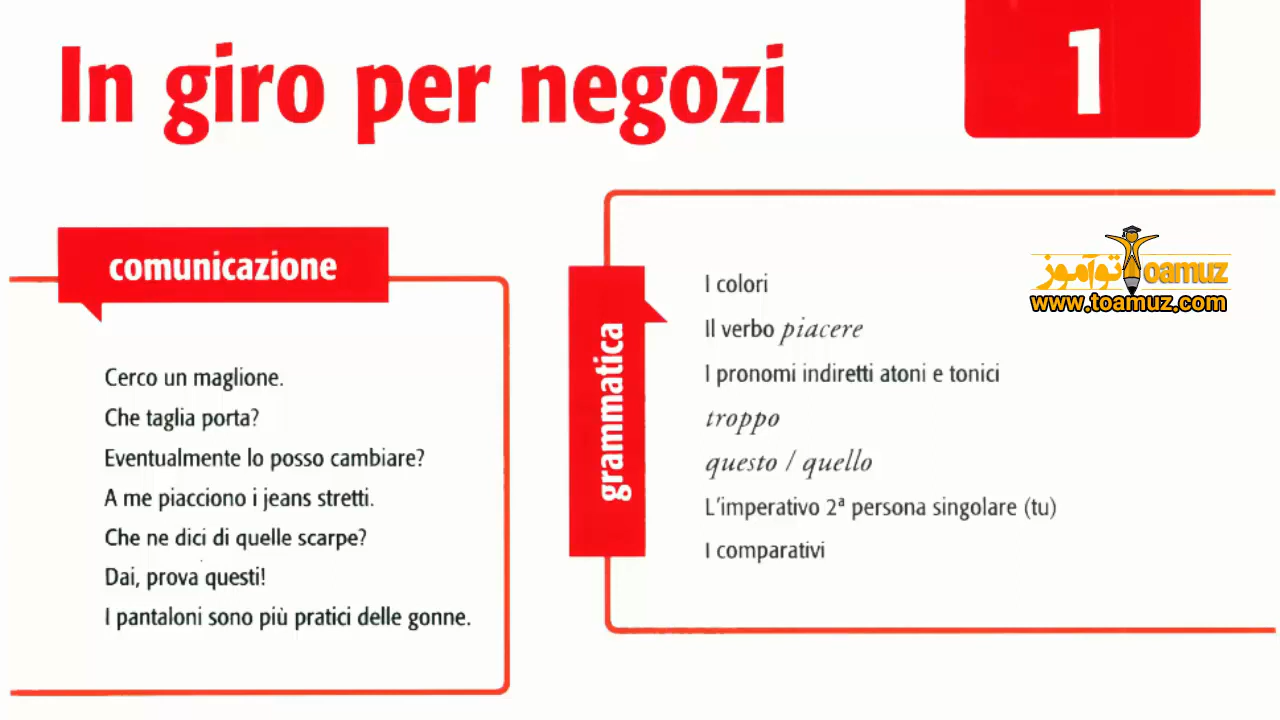 In giro per negozi
1
comunicazione
Cerco un maglione.
Che taglia porta?
Eventualmente lo posso cambiare?
A me piacciono i jeans stretti.
Che ne dici di quelle scarpe?
Dai, prova questi!
I pantaloni sono più pratici delle gonne.
grammatica
I colori
Il verbo piacere
I pronomi indiretti atoni e tonici
troppo
questo / quello
L'imperativo 2ª persona singolare (tu)
I comparativi
توآموز Toamuz
www.toamuz.com